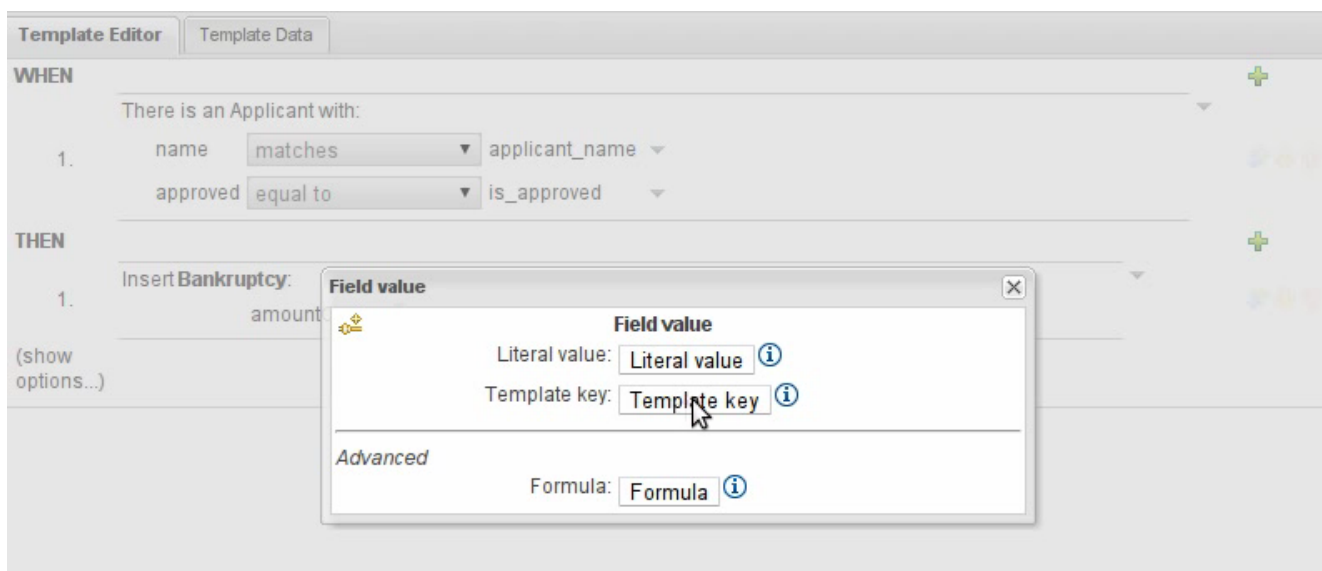 Template Editor Template Data
WHEN
There is an Applicant with:
1.
name matches applicant_name
approved equal to is_approved
THEN
Insert Bankruptcy:
1.
amount
(show
options...)
Field value
Field value
Literal value: Literal value
Template key: Template key
Advanced
Formula: Formula